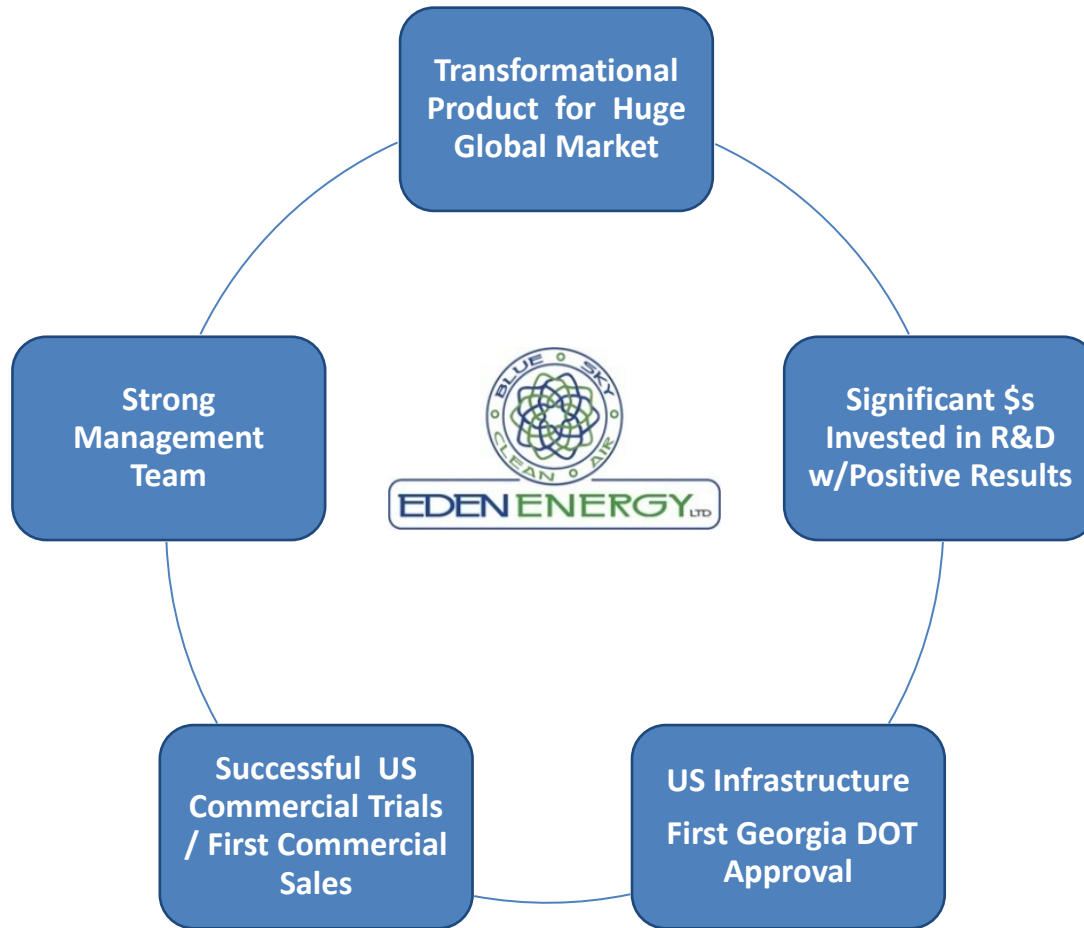 Transformational
Product for Huge
Global Market
Strong
Management
Team
BLUE SKY
CLEAN AIR
EDEN ENERGY LTD
Significant $s
Invested in R&D
w/Positive Results
Successful US
Commercial Trials
/ First Commercial
Sales
US Infrastructure
First Georgia DOT
Approval